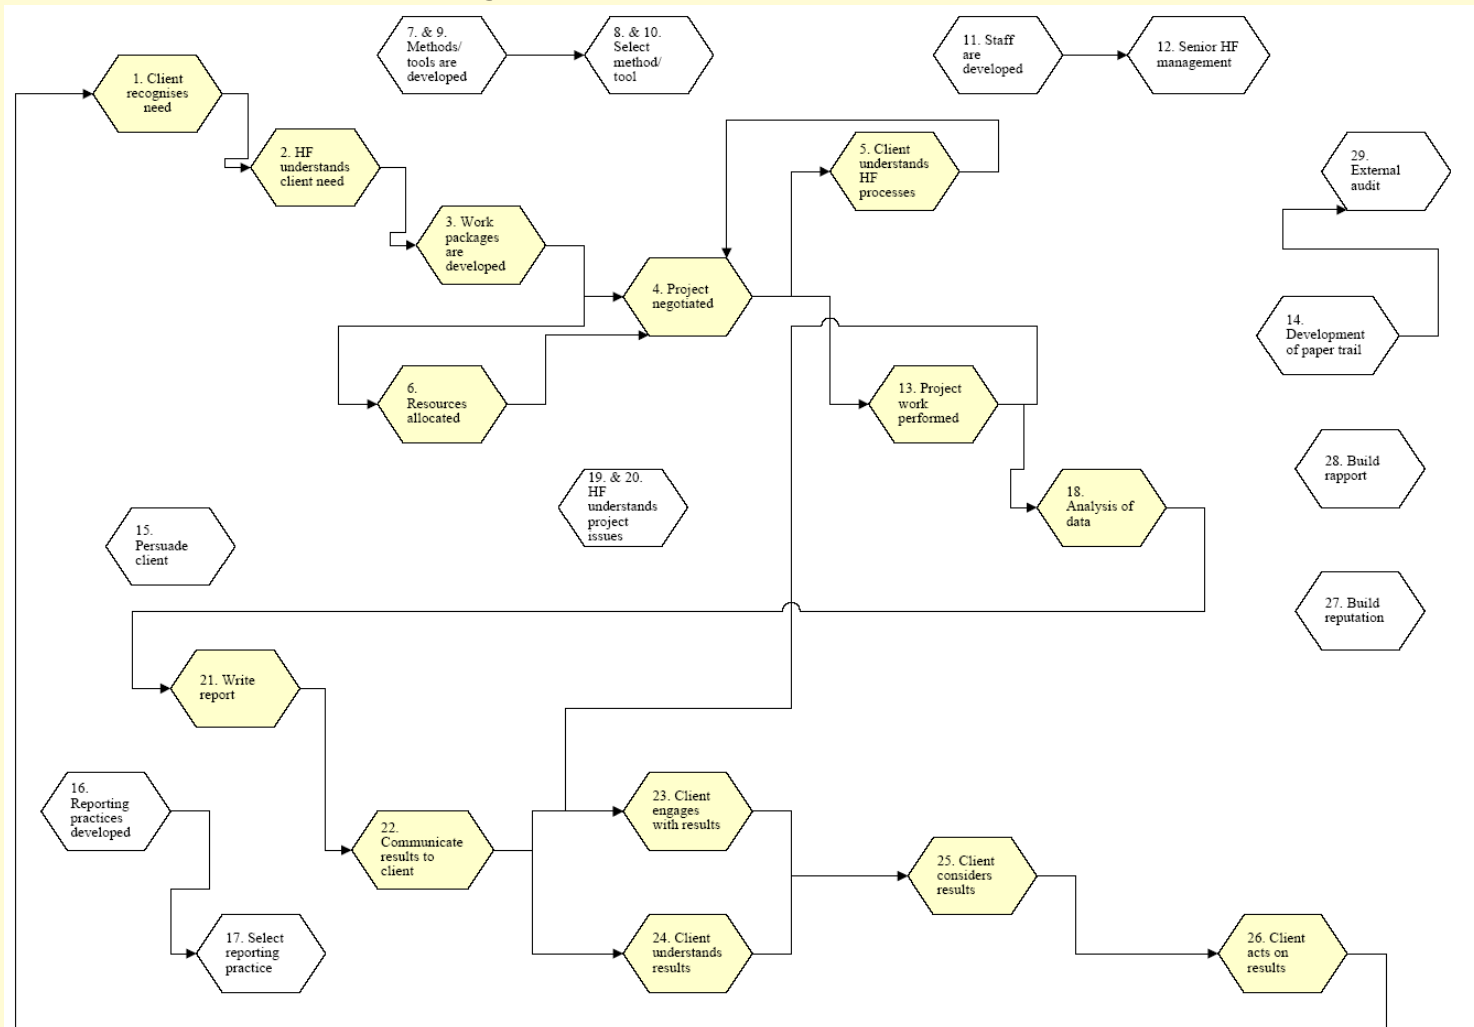 7. & 9.
Methods/
tools are
developed
8. & 10.
Select
method/
tool
11. Staff
are
developed
12. Senior HF
management
1. Client
recognises
need
2. HF
understands
client need
5. Client
understands
HF
processes
29.
External
audit
3. Work
packages
are
developed
4. Project
negotiated
14.
Development
of paper trail
6.
Resources
allocated
13. Project
work
performed
28. Build
rapport
19. & 20.
HF
understands
project
issues
18.
Analysis of
data
15.
Persuade
client
27. Build
reputation
21. Write
report
16.
Reporting
practices
developed
23. Client
engages
with results
22.
Communicate
results to
client
25. Client
considers
results
17. Select
reporting
practice
24. Client
understands
results
26. Client
acts on
results